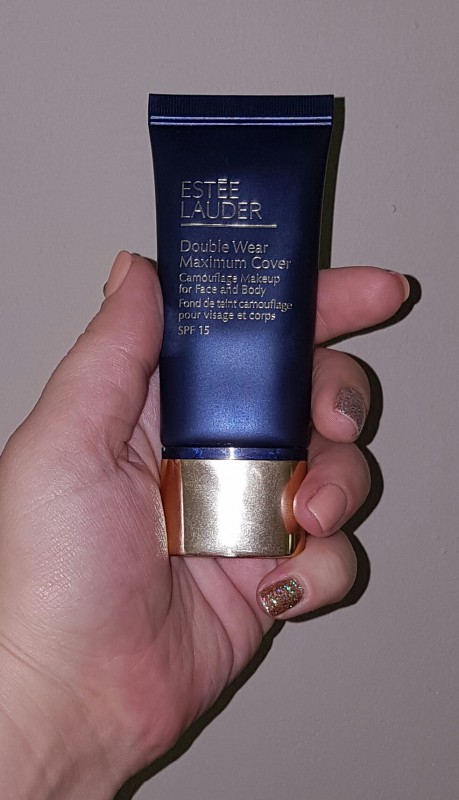 ESTĒE
LAUDER
Double Wear
Maximum Cover
Camouflage Makeup
for Face and Body
Fond de teint camouflage
pour visage et corps
SPF 15